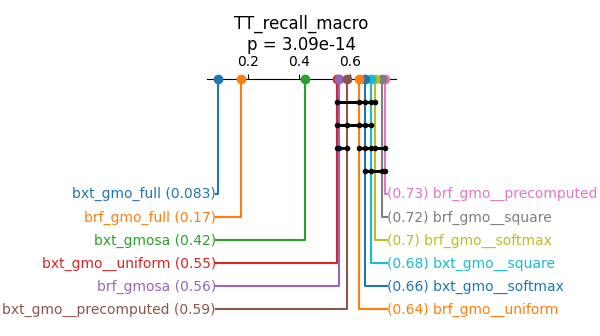 TT_recall_macro
p = 3.09e-14
0.2 0.4 0.6
bxt_gmo_full (0.083)
brf_gmo_full (0.17)
bxt_gmosa (0.42)
bxt_gmo__uniform (0.55)
brf_gmosa (0.56)
bxt_gmo__precomputed (0.59)
(0.73) brf_gmo__precomputed
(0.72) brf_gmo__square
(0.7) brf_gmo__softmax
(0.68) bxt_gmo__square
(0.66) bxt_gmo__softmax
(0.64) brf_gmo__uniform